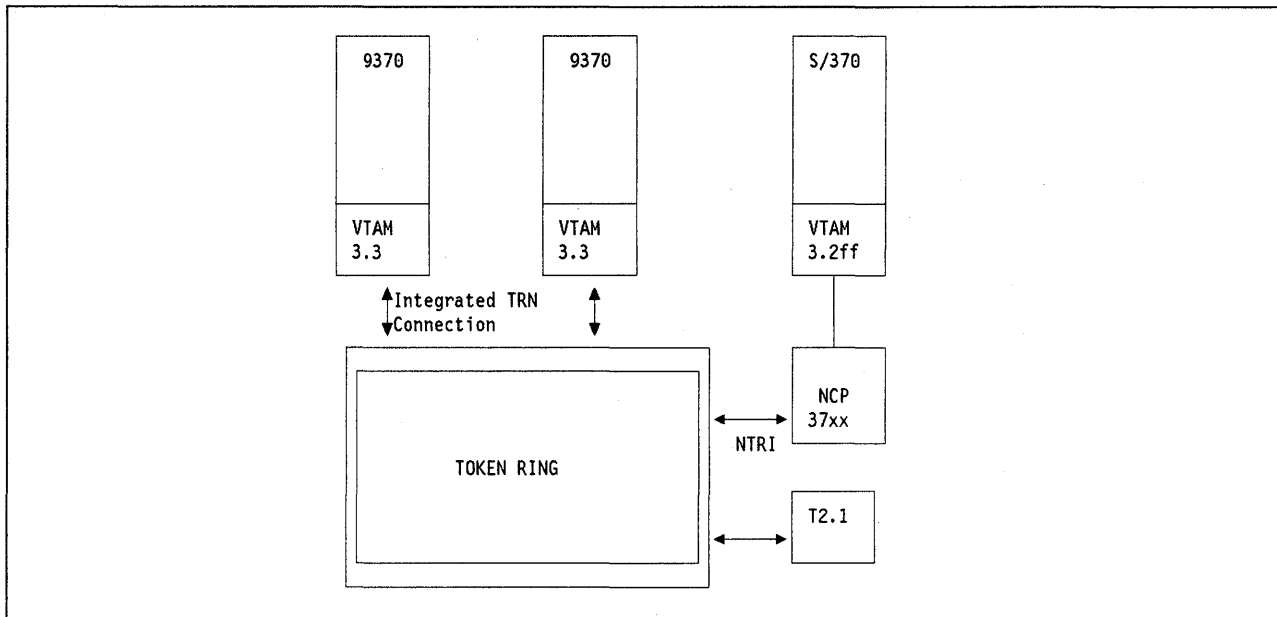 9370
9370
S/370
VTAM
3.3
VTAM
3.3
VTAM
3.2ff
Integrated TRN
Connection
NCP
37xx
NTRI
TOKEN RING
T2.1